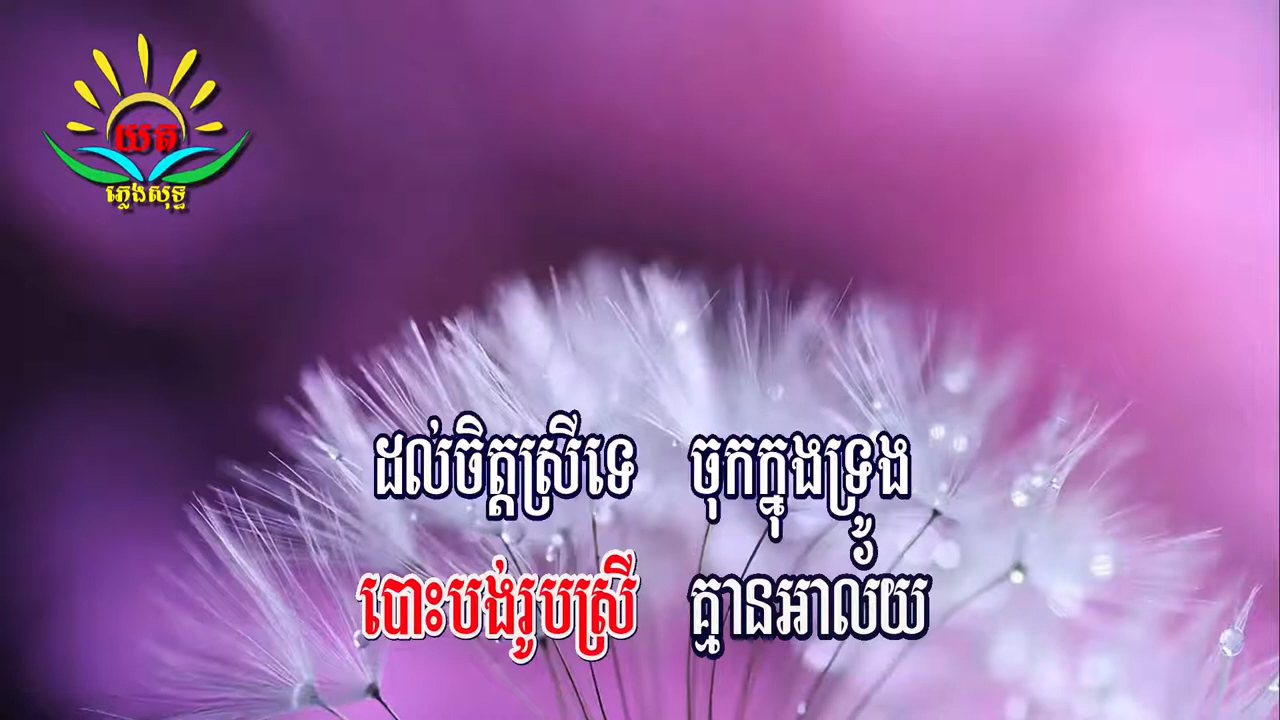 យត
ភ្លេងសុទ្ធ
ដល់ចិត្តស្រីទេ ចុកក្នុងទ្រូង
បោះបង់រូបស្រី គ្មានអាល័យ